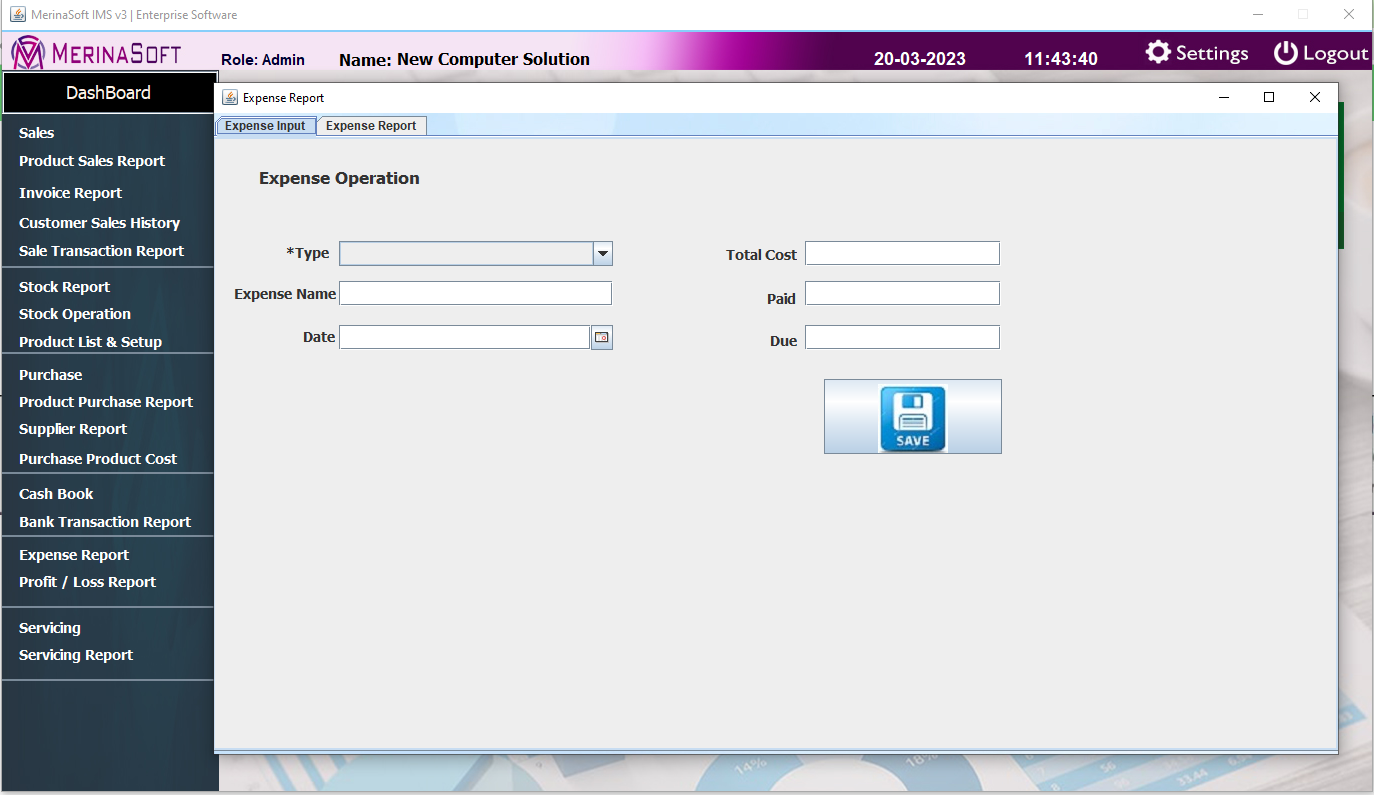 MerinaSoft IMS v3 | Enterprise Software
MERINASOFT
Role: Admin
Name: New Computer Solution
20-03-2023
11:43:40
Settings
Logout
DashBoard
Sales
Product Sales Report
Invoice Report
Customer Sales History
Sale Transaction Report
Stock Report
Stock Operation
Product List & Setup
Purchase
Product Purchase Report
Supplier Report
Purchase Product Cost
Cash Book
Bank Transaction Report
Expense Report
Profit / Loss Report
Servicing
Servicing Report
Expense Report
Expense Input
Expense Report
Expense Operation
*Type
Total Cost
Expense Name
Paid
Date
Due
SAVE
14%
18%
56
33.44